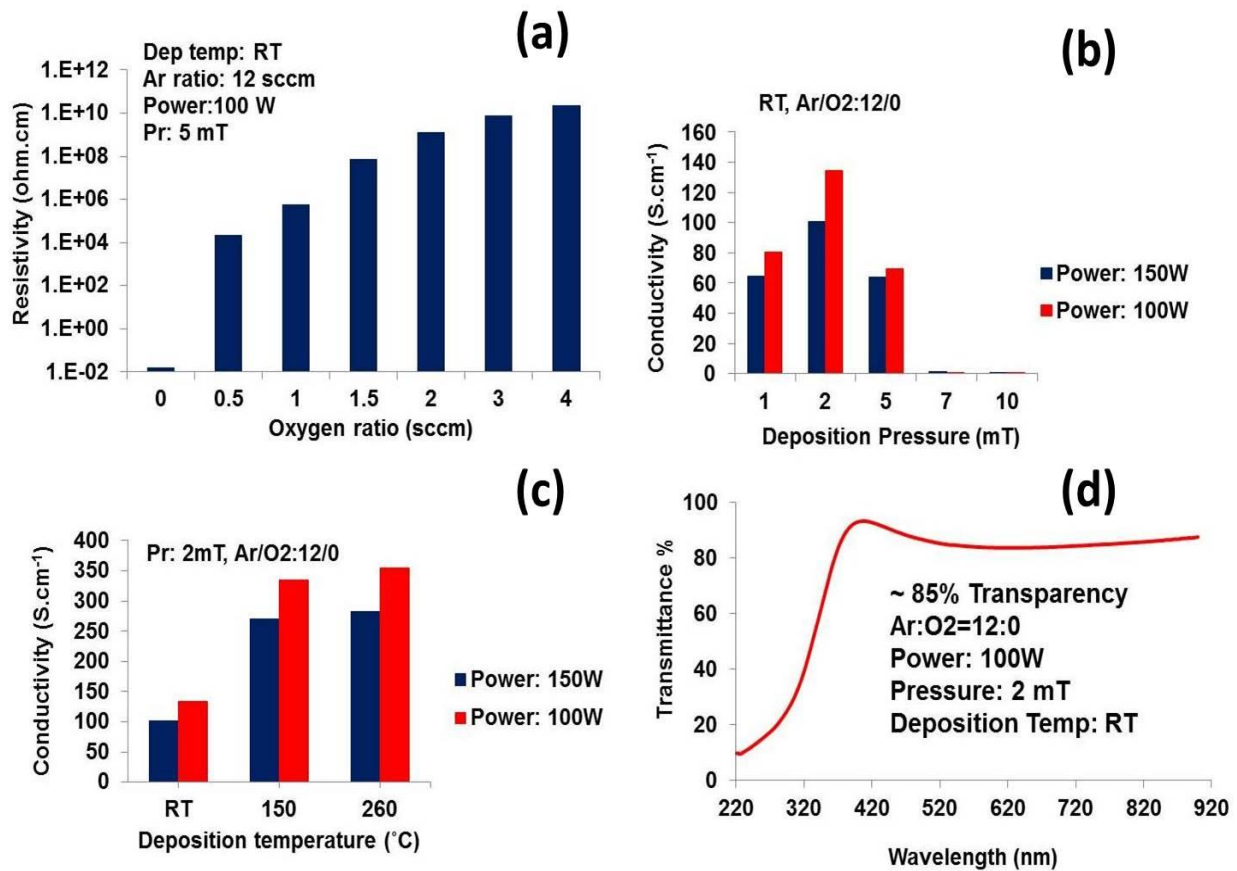 (a)
Dep temp: RT
Ar ratio: 12 sccm
Power:100 W
Pr: 5 mT
Resistivity (ohm.cm)
1.E+12
1.E+10
1.E+08
1.E+06
1.E+04
1.E+02
1.E+00
1.E-02
0 0.5 1 1.5 2 3 4
Oxygen ratio (sccm)
(b)
RT, Ar/O2:12/0
Conductivity (S.cm⁻¹)
160
140
120
100
80
60
40
20
0
1 2 5 7 10
Deposition Pressure (mT)
Power: 150W
Power: 100W
(c)
Pr: 2mT, Ar/O2:12/0
Conductivity (S.cm⁻¹)
400
350
300
250
200
150
100
50
0
RT 150 260
Deposition temperature (˚C)
Power: 150W
Power: 100W
(d)
Transmittance %
100
80
60
40
20
0
~ 85% Transparency
Ar:O2=12:0
Power: 100W
Pressure: 2 mT
Deposition Temp: RT
220 320 420 520 620 720 820 920
Wavelength (nm)